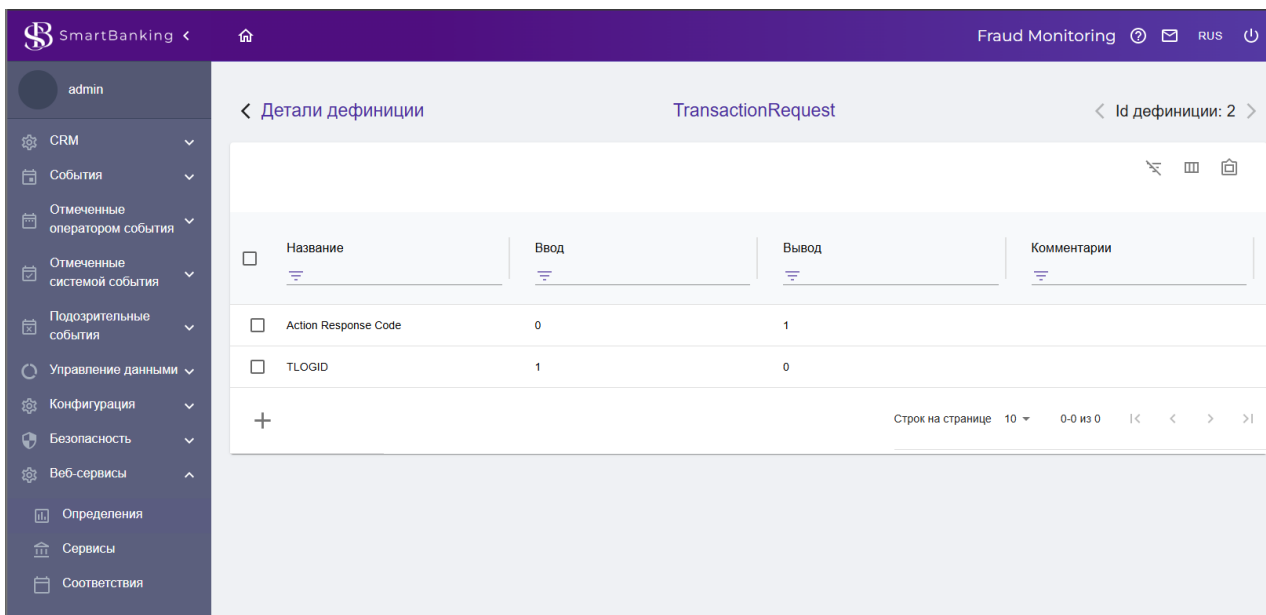 SmartBanking
Fraud Monitoring
RUS
admin
CRM
События
Отмеченные
оператором события
Отмеченные
системой события
Подозрительные
события
Управление данными
Конфигурация
Безопасность
Веб-сервисы
Определения
Сервисы
Соответствия
Детали дефиниции
TransactionRequest
Id дефиниции: 2
Название Ввод Вывод Комментарии
Action Response Code 0 1
TLOGID 1 0
Строк на странице 10 0-0 из 0